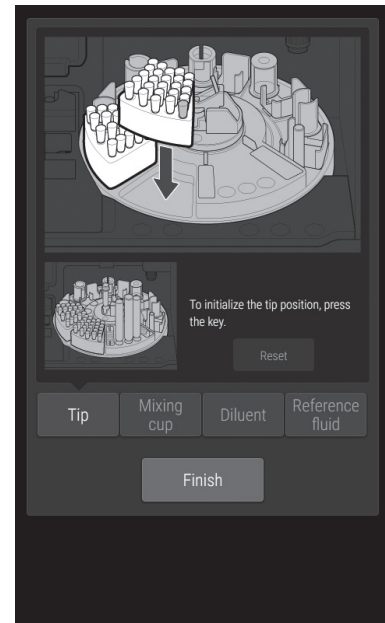 To initialize the tip position, press
the key.
Reset
Tip
Mixing
cup
Diluent
Reference
fluid
Finish